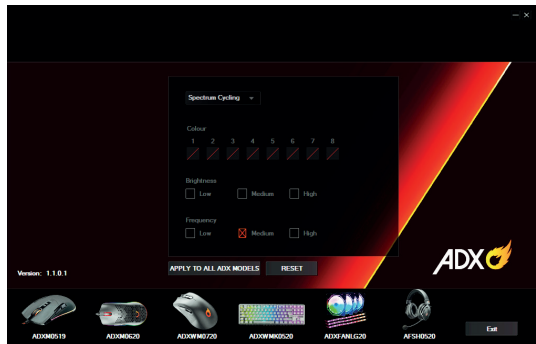 Spectrum Cycling
Colour
1 2 3 4 5 6 7 8
Brightness
Low Medium High
Frequency
Low Medium High
APPLY TO ALL ADX MODELS RESET
Version: 1.1.0.1
ADX
ADXM0519 ADXM0620 ADXWM0720 ADXWMK0520 ADXFANLG20 AFSH0520 Exit